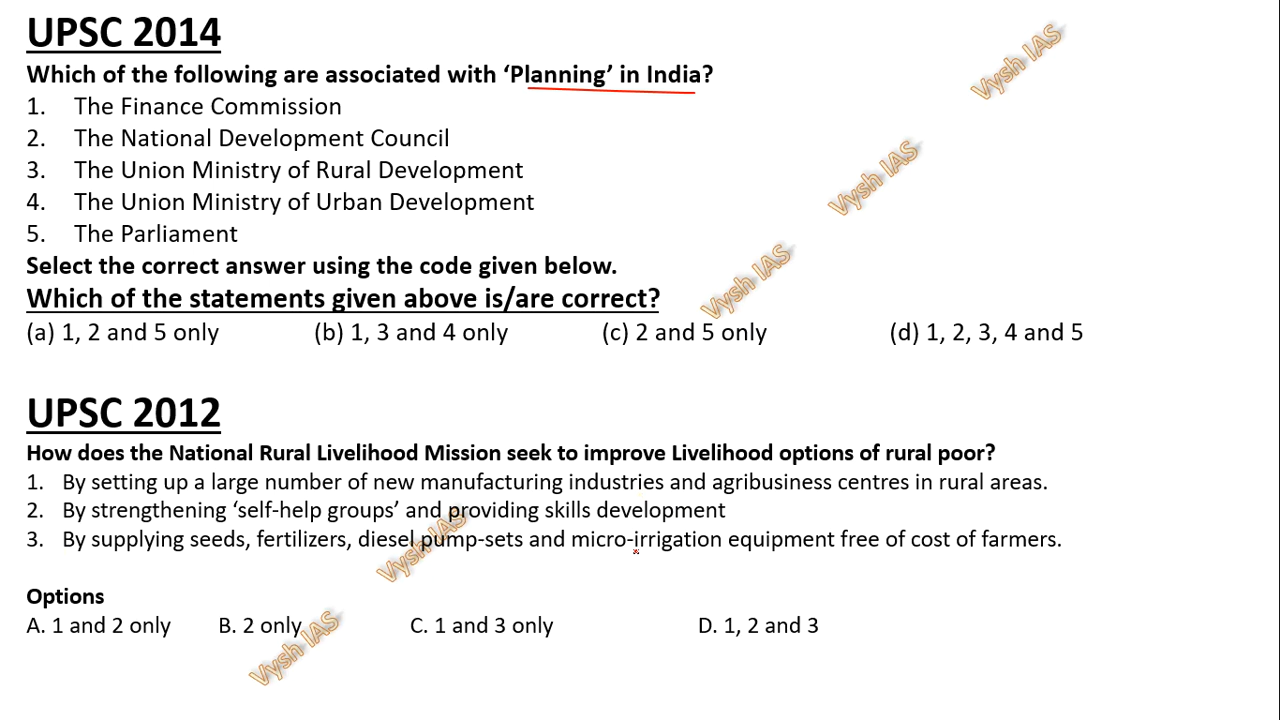 UPSC 2014
Which of the following are associated with ‘Planning’ in India?
1. The Finance Commission
2. The National Development Council
3. The Union Ministry of Rural Development
4. The Union Ministry of Urban Development
5. The Parliament
Select the correct answer using the code given below.
Which of the statements given above is/are correct?
(a) 1, 2 and 5 only (b) 1, 3 and 4 only (c) 2 and 5 only (d) 1, 2, 3, 4 and 5
UPSC 2012
How does the National Rural Livelihood Mission seek to improve Livelihood options of rural poor?
1. By setting up a large number of new manufacturing industries and agribusiness centres in rural areas.
2. By strengthening ‘self-help groups’ and providing skills development
3. By supplying seeds, fertilizers, diesel pump-sets and micro-irrigation equipment free of cost of farmers.
Options
A. 1 and 2 only B. 2 only C. 1 and 3 only D. 1, 2 and 3
Vysh IAS
Vysh IAS
Vysh IAS
Vysh IAS
Vysh IAS